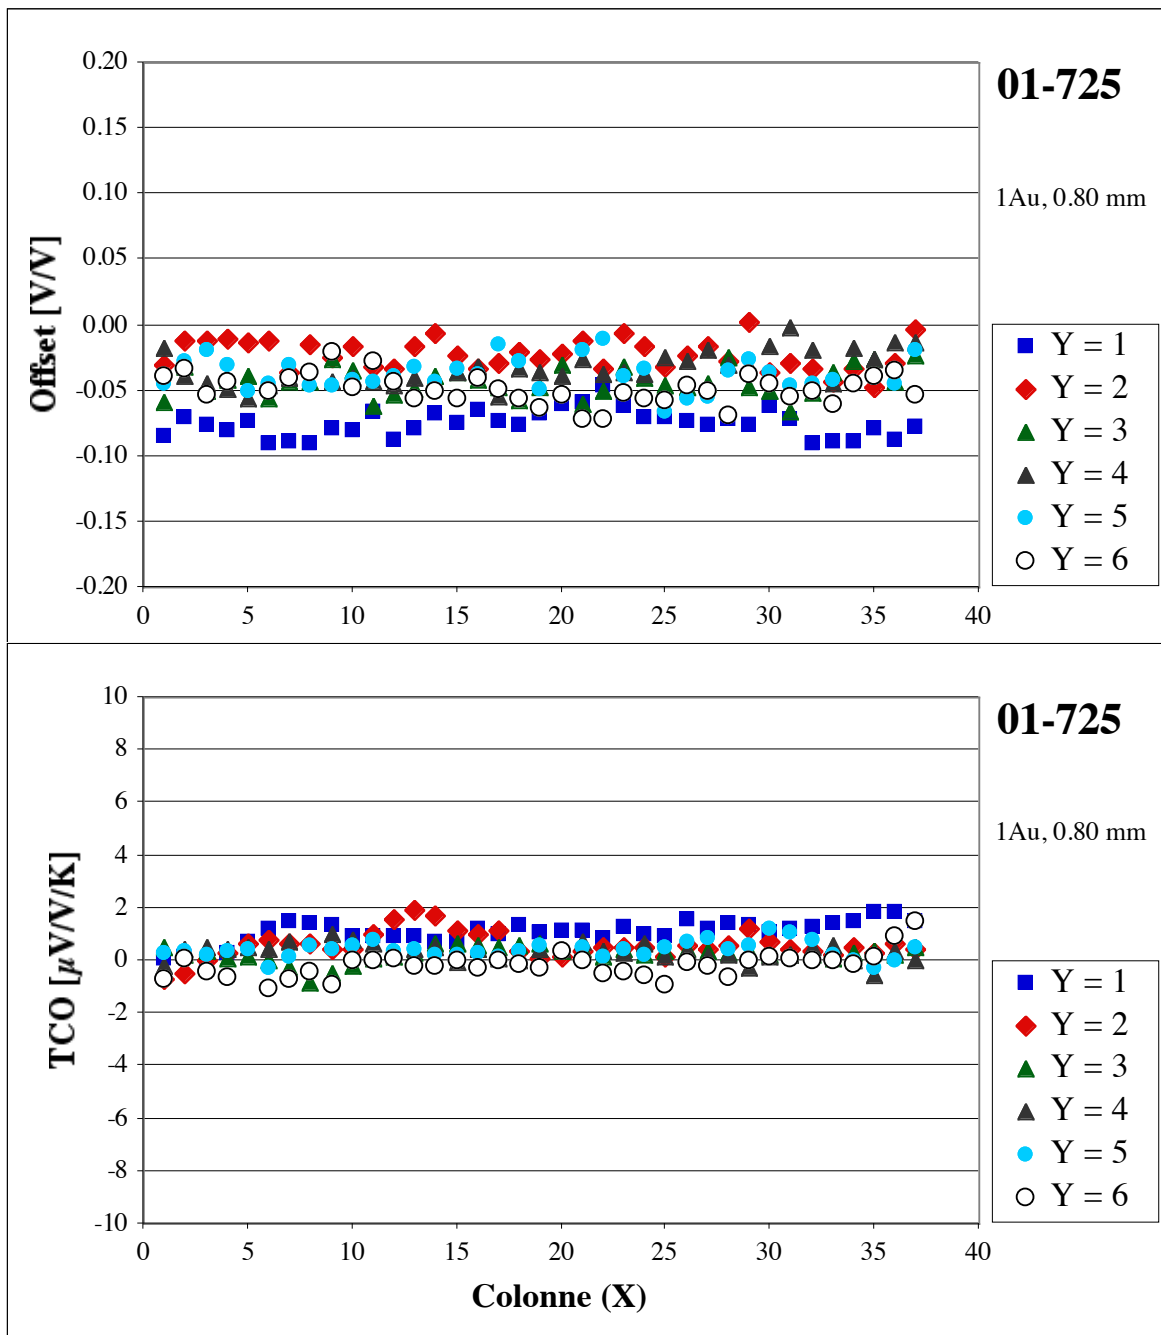 01-725
1Au, 0.80 mm
Offset [V/V]
0.20
0.15
0.10
0.05
0.00
-0.05
-0.10
-0.15
-0.20
0 5 10 15 20 25 30 35 40
Y = 1
Y = 2
Y = 3
Y = 4
Y = 5
Y = 6
01-725
1Au, 0.80 mm
TCO [µV/V/K]
10
8
6
4
2
0
-2
-4
-6
-8
-10
0 5 10 15 20 25 30 35 40
Colonne (X)
Y = 1
Y = 2
Y = 3
Y = 4
Y = 5
Y = 6